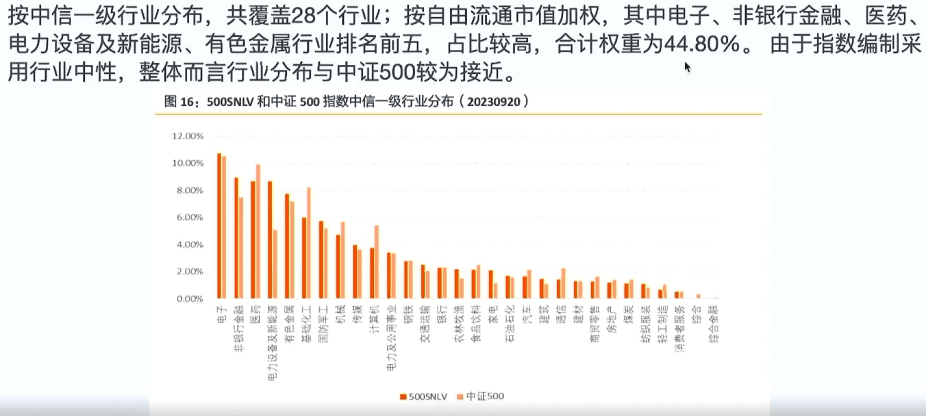 按中信一级行业分布，共覆盖28个行业；按自由流通市值加权，其中电子、非银行金融、医药、
电力设备及新能源、有色金属行业排名前五，占比较高，合计权重为44.80%。 由于指数编制采
用行业中性，整体而言行业分布与中证500较为接近。
图 16：500SNLV 和中证 500 指数中信一级行业分布（20230920）
12.00%
10.00%
8.00%
6.00%
4.00%
2.00%
0.00%
电子
非银行金融
医药
电力设备及新能源
有色金属
基础化工
国防军工
机械
传媒
计算机
电力及公用事业
钢铁
交通运输
银行
农林牧渔
食品饮料
家电
石油石化
汽车
建筑
通信
建材
商贸零售
房地产
煤炭
纺织服装
轻工制造
消费者服务
综合
综合金融
500SNLV 中证500